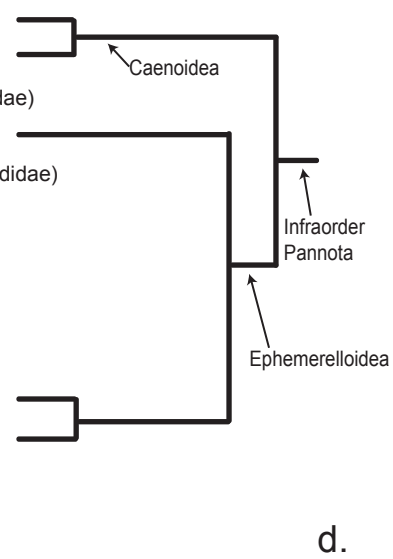 Caenoidea
dae)
didae)
Infraorder
Pannota
Ephemerelloidea
d.